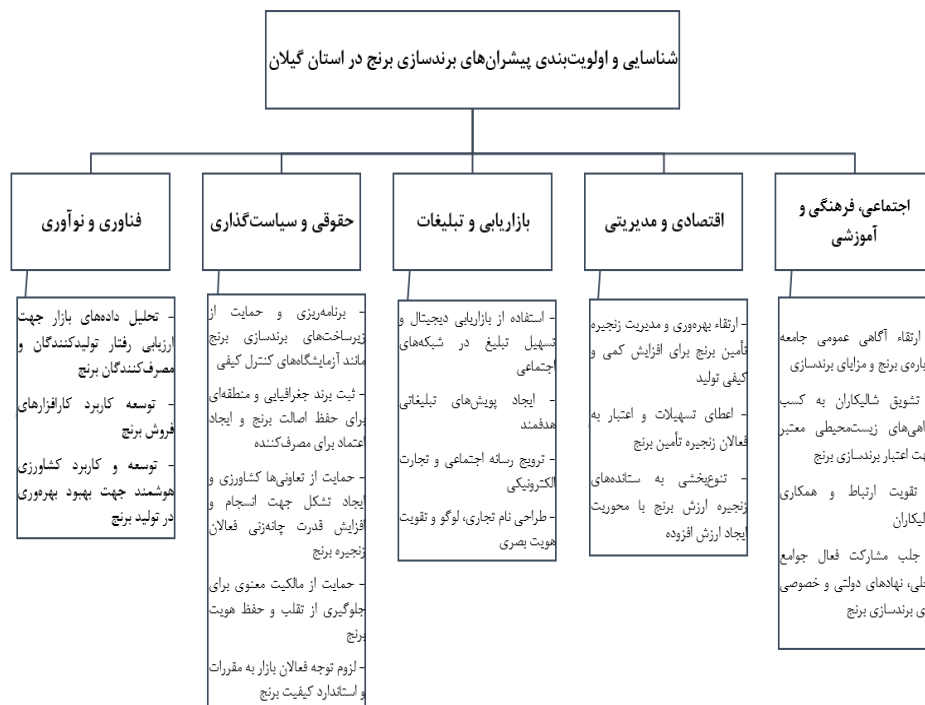 شناسایی و اولویت‌بندی پیشران‌های برندسازی برنج در استان گیلان
اجتماعی، فرهنگی و
آموزشی
ارتقاء آگاهی عمومی جامعه
برنج و مزایای برندسازی
تشویق شالیکاران به کسب
زیست‌محیطی معتبر
اعتبار برندسازی برنج
تقویت ارتباط و همکاری
جلب مشارکت فعال جوامع
نهادهای دولتی و خصوصی
برندسازی برنج
اقتصادی و مدیریتی
- ارتقاء بهره‌وری و مدیریت زنجیره
تأمین برنج برای افزایش کمی و
کیفی تولید
- اعطای تسهیلات و اعتبار به
فعالان زنجیره تأمین برنج
- تنوع‌بخشی به ستانده‌های
زنجیره ارزش برنج با محوریت
ایجاد ارزش افزوده
بازاریابی و تبلیغات
- استفاده از بازاریابی دیجیتال و
تسهیل تبلیغ در شبکه‌های
اجتماعی
- ایجاد پویش‌های تبلیغاتی
هدفمند
- ترویج رسانه اجتماعی و تجارت
الکترونیکی
- طراحی نام تجاری، لوگو و تقویت
هویت بصری
حقوقی و سیاست‌گذاری
- برنامه‌ریزی و حمایت از
زیرساخت‌های برندسازی برنج
مانند آزمایشگاه‌های کنترل کیفی
- ثبت برند جغرافیایی و منطقه‌ای
برای حفظ اصالت برنج و ایجاد
اعتماد برای مصرف‌کننده
- حمایت از تعاونی‌ها کشاورزی و
ایجاد تشکل جهت انسجام و
افزایش قدرت چانه‌زنی فعالان
زنجیره برنج
- حمایت از مالکیت معنوی برای
جلوگیری از تقلب و حفظ هویت
برنج
- لزوم توجه فعالان بازار به مقررات
و استاندارد کیفیت برنج
فناوری و نوآوری
- تحلیل داده‌های بازار جهت
ارزیابی رفتار تولیدکنندگان و
مصرف‌کنندگان برنج
- توسعه کاربرد کارافزارهای
فروش برنج
- توسعه و کاربرد کشاورزی
هوشمند جهت بهبود بهره‌وری
در تولید برنج